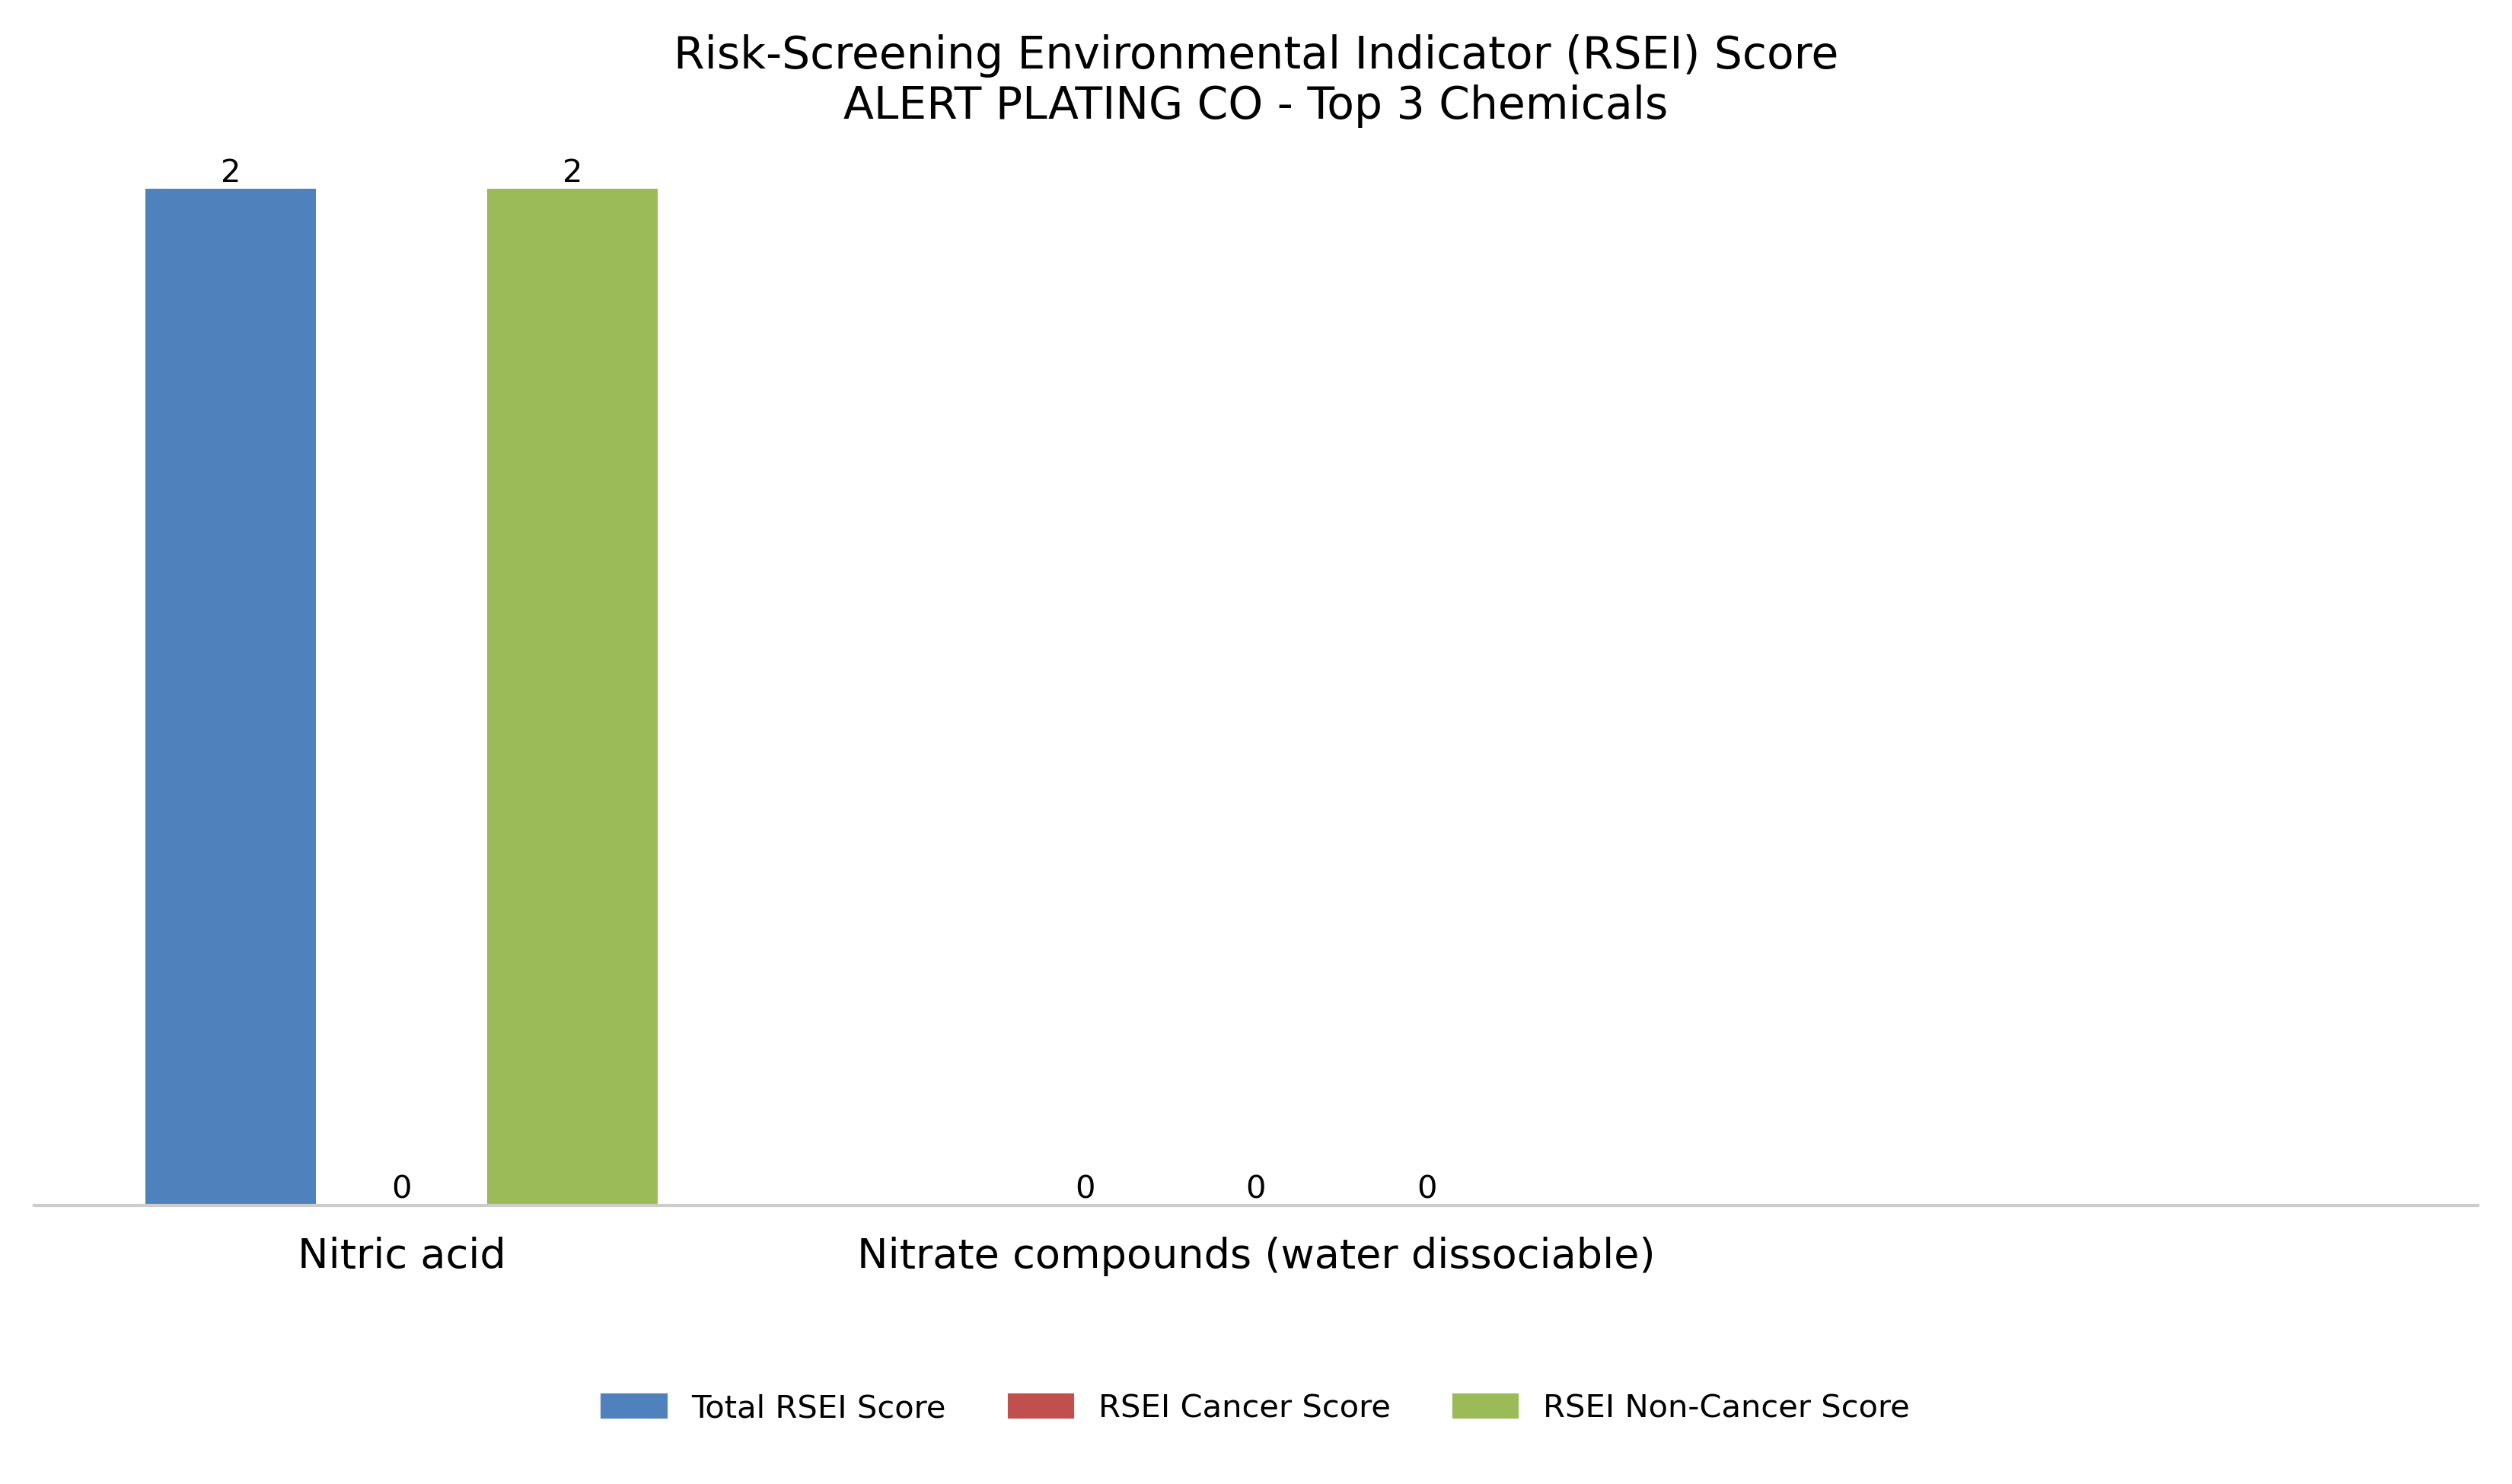 Risk-Screening Environmental Indicator (RSEI) Score
ALERT PLATING CO - Top 3 Chemicals
2
2
0
0
0
0
Nitric acid
Nitrate compounds (water dissociable)
Total RSEI Score
RSEI Cancer Score
RSEI Non-Cancer Score